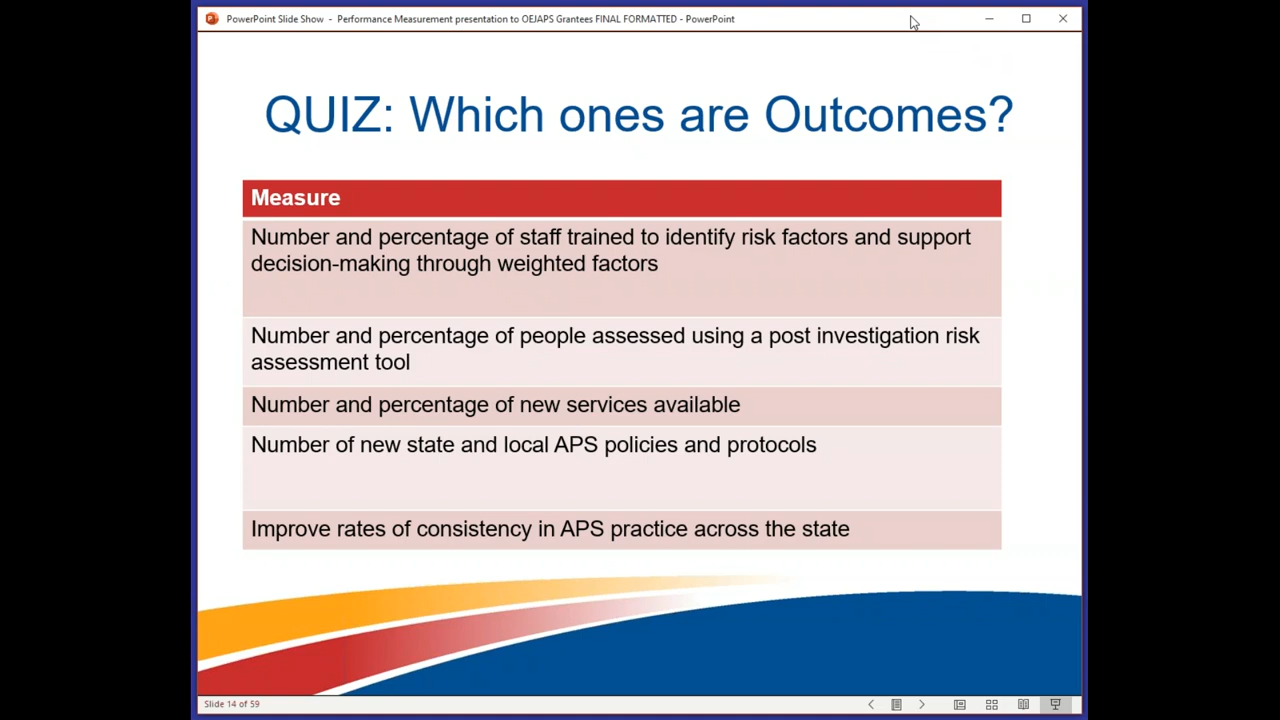 PowerPoint Slide Show - Performance Measurement presentation to OEJAPS Grantees FINAL FORMATTED - PowerPoint
QUIZ: Which ones are Outcomes?
Measure
Number and percentage of staff trained to identify risk factors and support
decision-making through weighted factors
Number and percentage of people assessed using a post investigation risk
assessment tool
Number and percentage of new services available
Number of new state and local APS policies and protocols
Improve rates of consistency in APS practice across the state
Slide 14 of 59